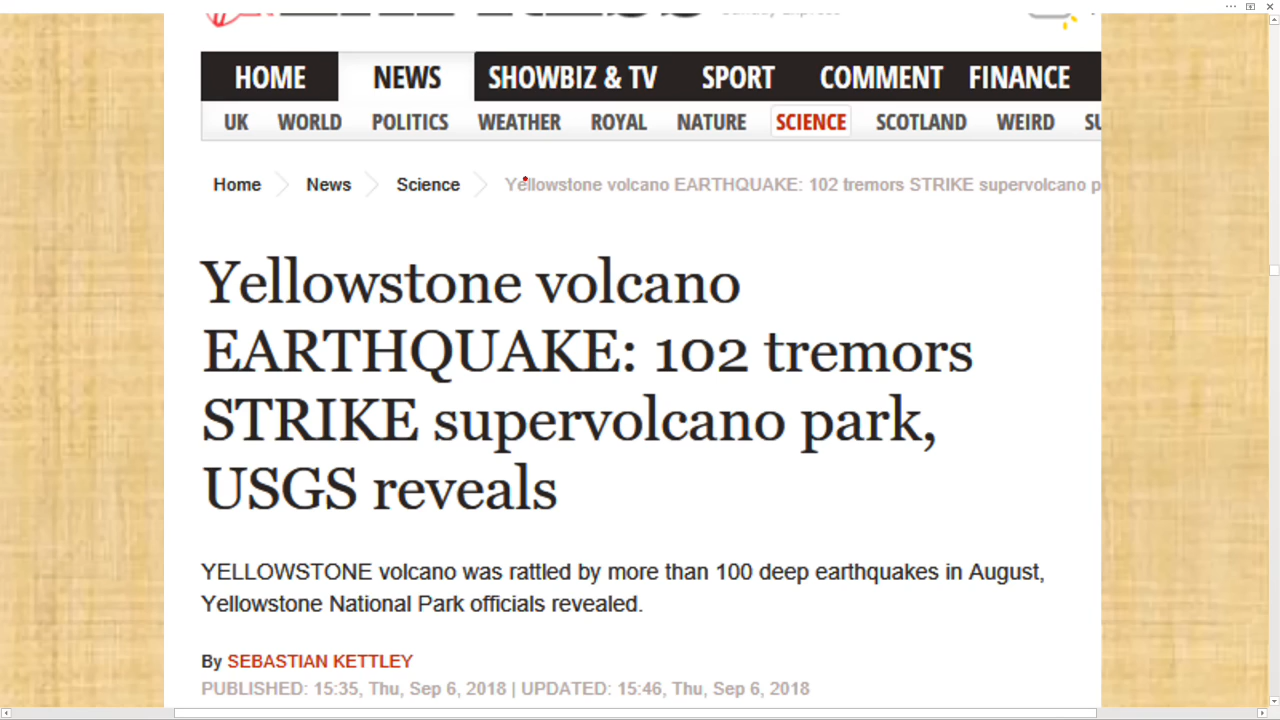 Sunday Express
HOME NEWS SHOWBIZ & TV SPORT COMMENT FINANCE
UK WORLD POLITICS WEATHER ROYAL NATURE SCIENCE SCOTLAND WEIRD
Home News Science Yellowstone volcano EARTHQUAKE: 102 tremors STRIKE supervolcano p
Yellowstone volcano
EARTHQUAKE: 102 tremors
STRIKE supervolcano park,
USGS reveals
YELLOWSTONE volcano was rattled by more than 100 deep earthquakes in August,
Yellowstone National Park officials revealed.
By SEBASTIAN KETTLEY
PUBLISHED: 15:35, Thu, Sep 6, 2018 | UPDATED: 15:46, Thu, Sep 6, 2018